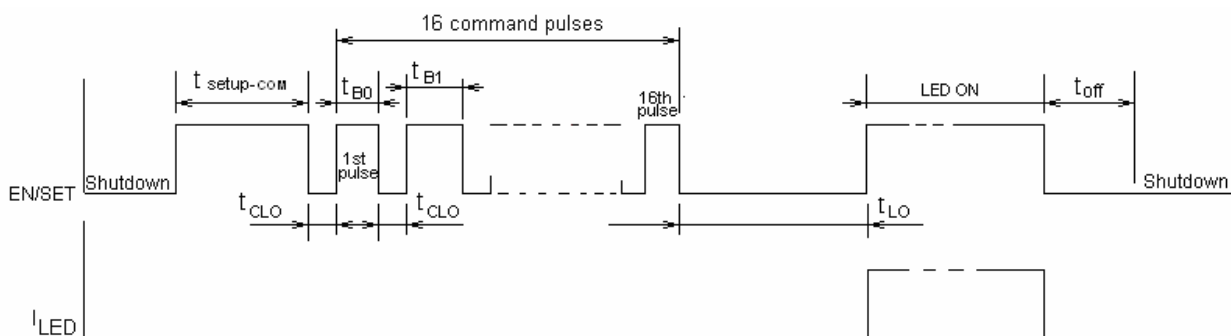 16 command pulses
t setup-com
tB0
tB1
LED ON
toff
16th
pulse
1st
pulse
EN/SET
Shutdown
Shutdown
tCLO
tCLO
tLO
ILED